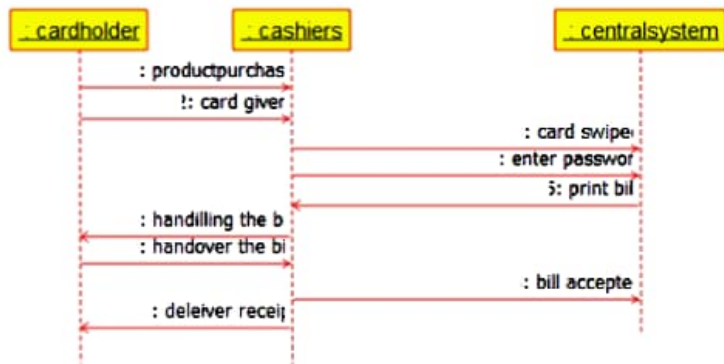 : cardholder
: cashiers
: centralsystem
: productpurchas
!: card giver
: card swipe
: enter passwor
5: print bil
: handilling the b
: handover the bi
: bill accepte
: deleiver receip